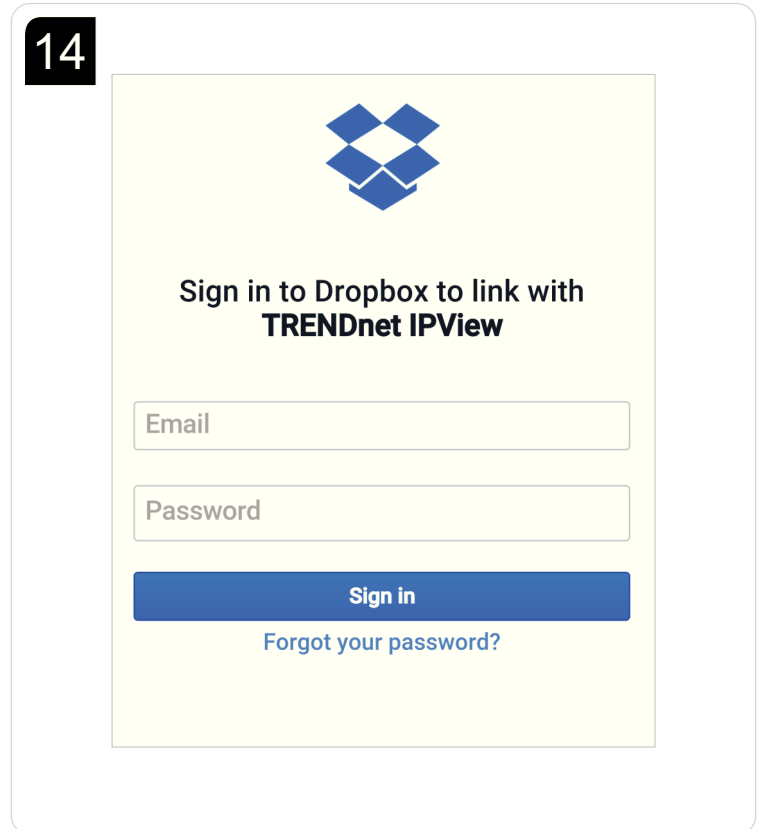 14
Sign in to Dropbox to link with
TRENDnet IPView
Email
Password
Sign in
Forgot your password?